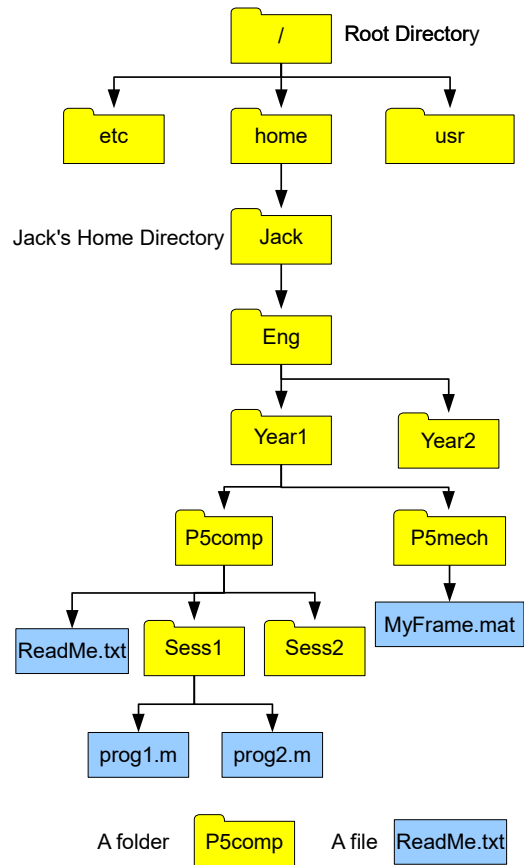 /
Root Directory
etc
home
usr
Jack's Home Directory
Jack
Eng
Year1
Year2
P5comp
P5mech
ReadMe.txt
Sess1
Sess2
MyFrame.mat
prog1.m
prog2.m
A folder
P5comp
A file
ReadMe.txt